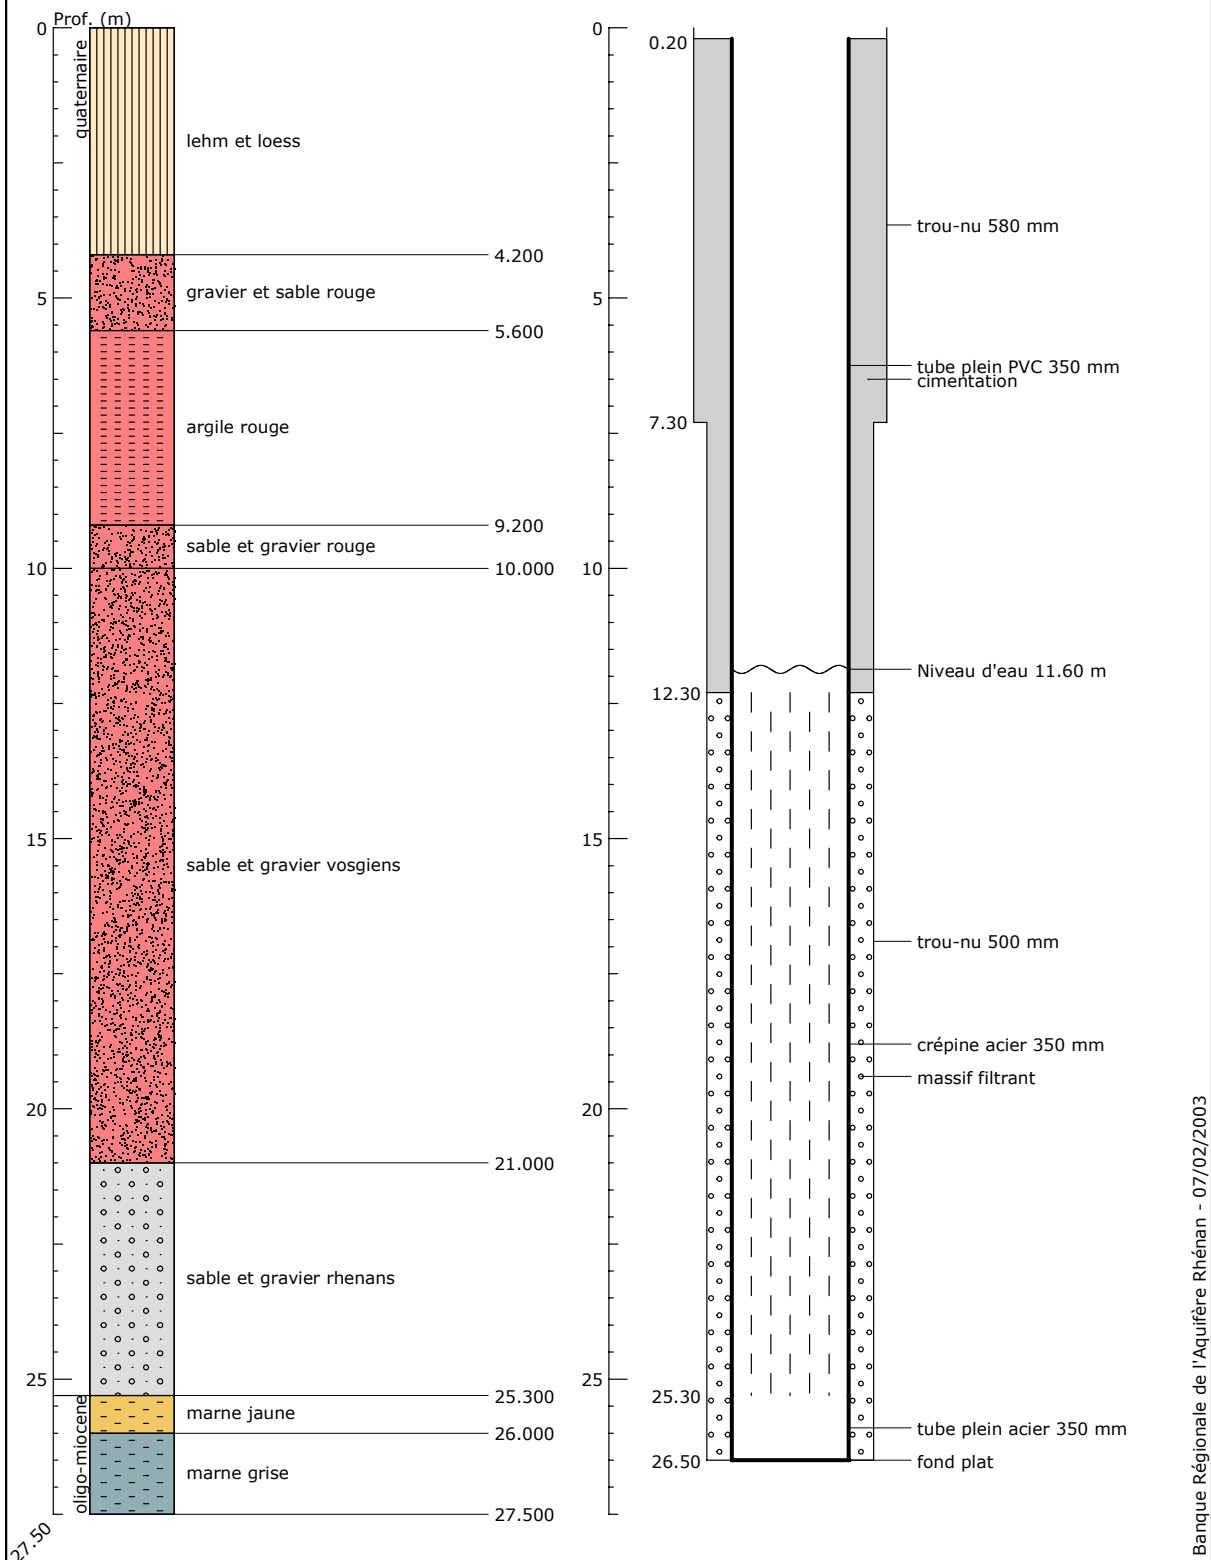 Prof. (m)
0
quaternaire
lehm et loess
4.200
5
gravier et sable rouge
5.600
argile rouge
9.200
sable et gravier rouge
10
10.000
15
sable et gravier vosgiens
20
21.000
sable et gravier rhenans
25
25.300
oligo-miocene
marne jaune
26.000
marne grise
27.500
27.50
0
0.20
trou-nu 580 mm
5
tube plein PVC 350 mm
cimentation
7.30
10
Niveau d'eau 11.60 m
12.30
15
trou-nu 500 mm
crépine acier 350 mm
massif filtrant
20
25
25.30
tube plein acier 350 mm
26.50
fond plat
Banque Régionale de l'Aquifère Rhénan - 07/02/2003